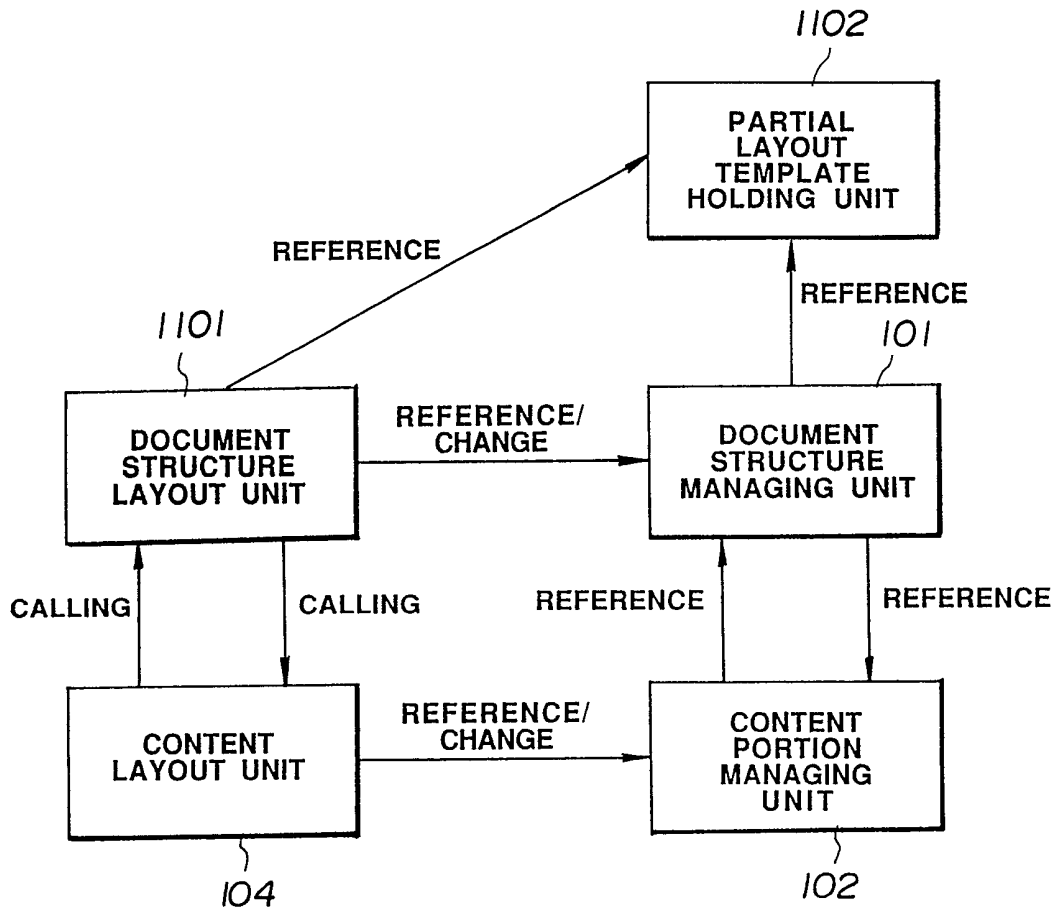 1102
PARTIAL
LAYOUT
TEMPLATE
HOLDING UNIT
REFERENCE
REFERENCE
1101
101
DOCUMENT
STRUCTURE
LAYOUT UNIT
REFERENCE/
CHANGE
DOCUMENT
STRUCTURE
MANAGING UNIT
CALLING
CALLING
REFERENCE
REFERENCE
CONTENT
LAYOUT UNIT
REFERENCE/
CHANGE
CONTENT
PORTION
MANAGING
UNIT
104
102